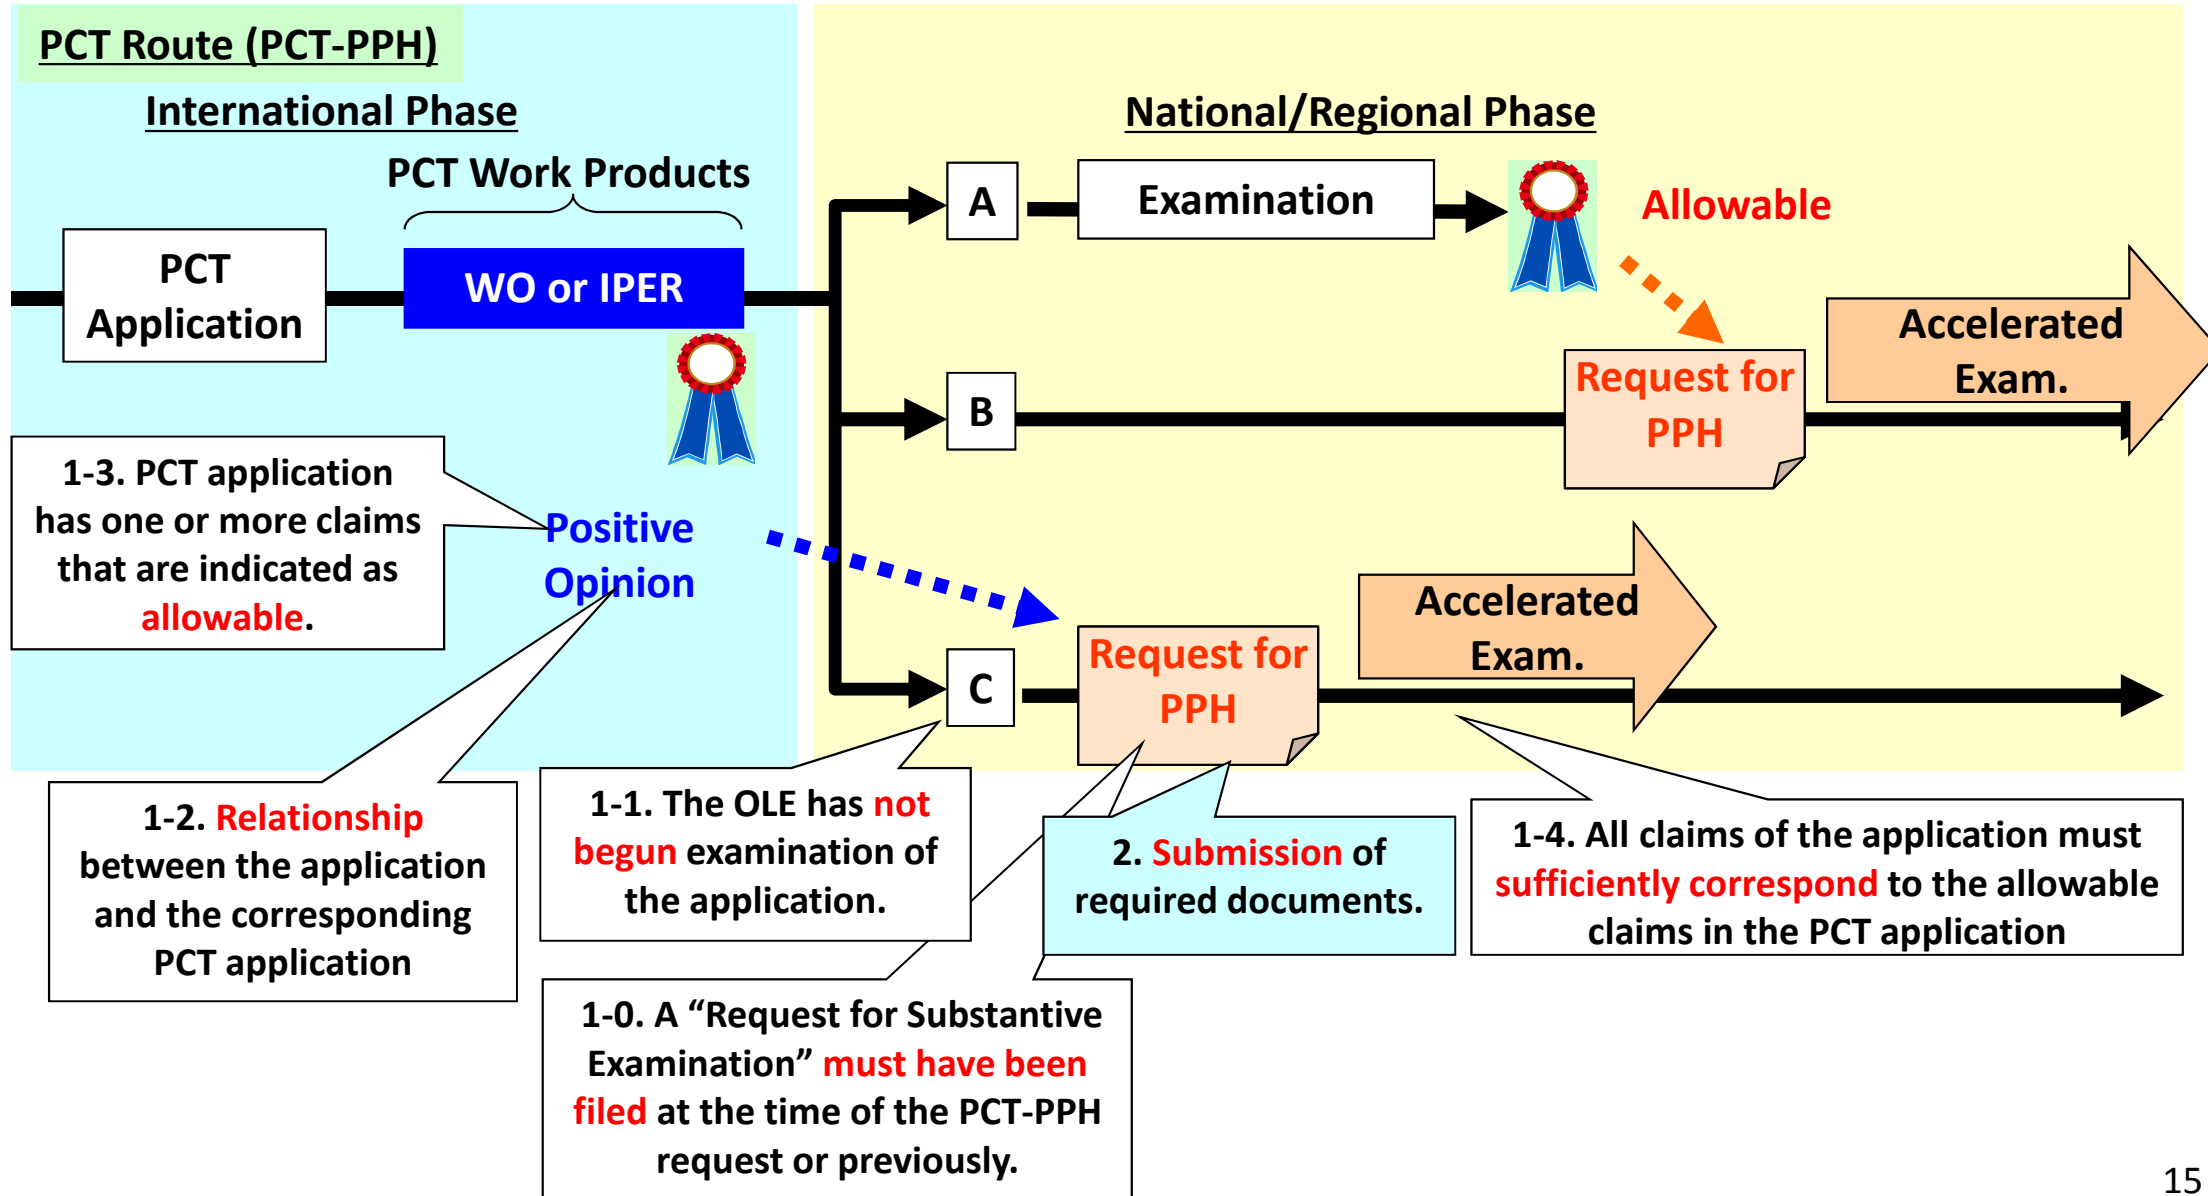 PCT Route (PCT-PPH)
International Phase
National/Regional Phase
PCT Work Products
PCT
Application
WO or IPER
A
Examination
Allowable
B
Request for
PPH
Accelerated
Exam.
1-3. PCT application
has one or more claims
that are indicated as
allowable.
Positive
Opinion
C
Request for
PPH
Accelerated
Exam.
1-2. Relationship
between the application
and the corresponding
PCT application
1-1. The OLE has not
begun examination of
the application.
2. Submission of
required documents.
1-4. All claims of the application must
sufficiently correspond to the allowable
claims in the PCT application
1-0. A “Request for Substantive
Examination” must have been
filed at the time of the PCT-PPH
request or previously.
15